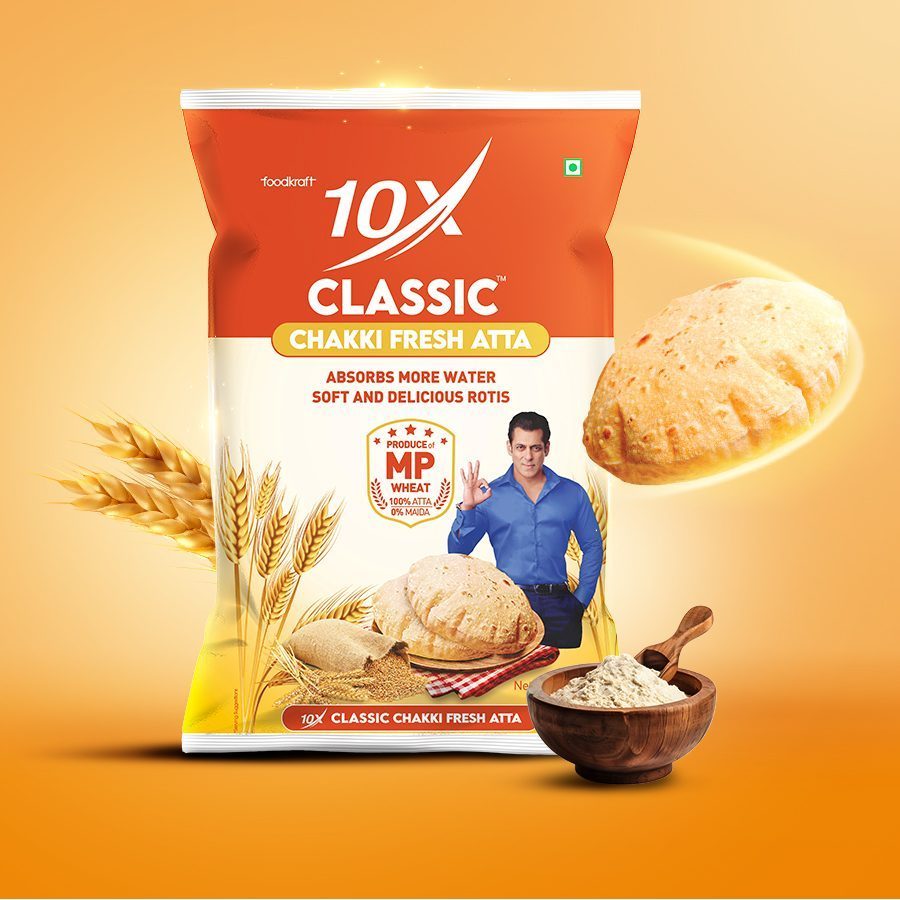 foodkraft
10X
CLASSIC™
CHAKKI FRESH ATTA
ABSORBS MORE WATER
SOFT AND DELICIOUS ROTIS
PRODUCE of
MP
WHEAT
100% ATTA
0% MAIDA
10X CLASSIC CHAKKI FRESH ATTA